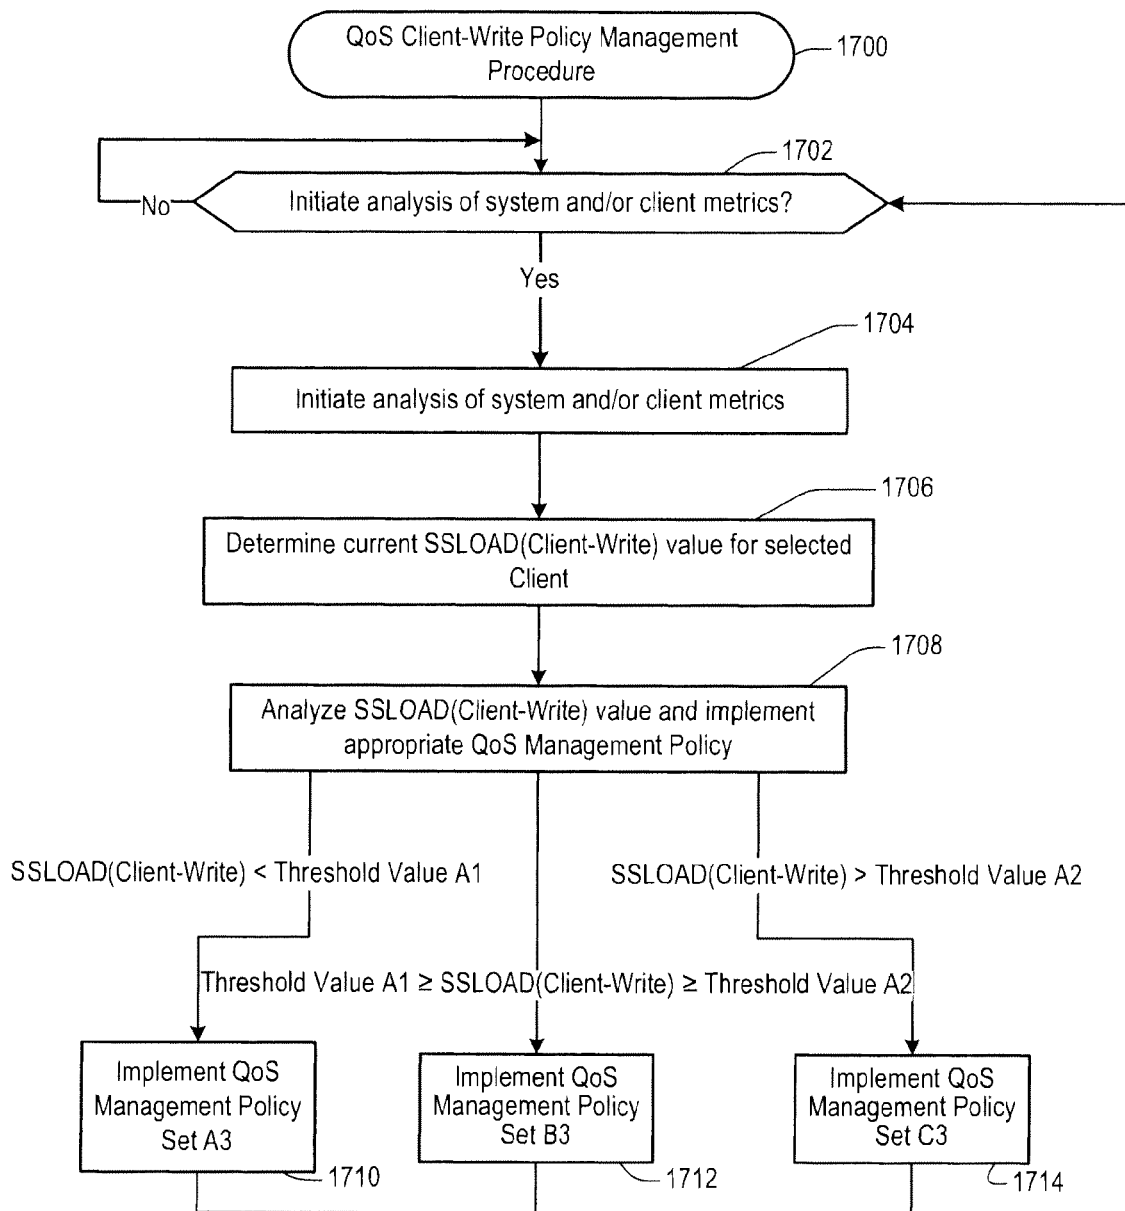 QoS Client-Write Policy Management
Procedure
1700
1702
Initiate analysis of system and/or client metrics?
No
Yes
1704
Initiate analysis of system and/or client metrics
1706
Determine current SSLOAD(Client-Write) value for selected
Client
1708
Analyze SSLOAD(Client-Write) value and implement
appropriate QoS Management Policy
SSLOAD(Client-Write) < Threshold Value A1
SSLOAD(Client-Write) > Threshold Value A2
Threshold Value A1 ≥ SSLOAD(Client-Write) ≥ Threshold Value A2
Implement QoS
Management Policy
Set A3
1710
Implement QoS
Management Policy
Set B3
1712
Implement QoS
Management Policy
Set C3
1714